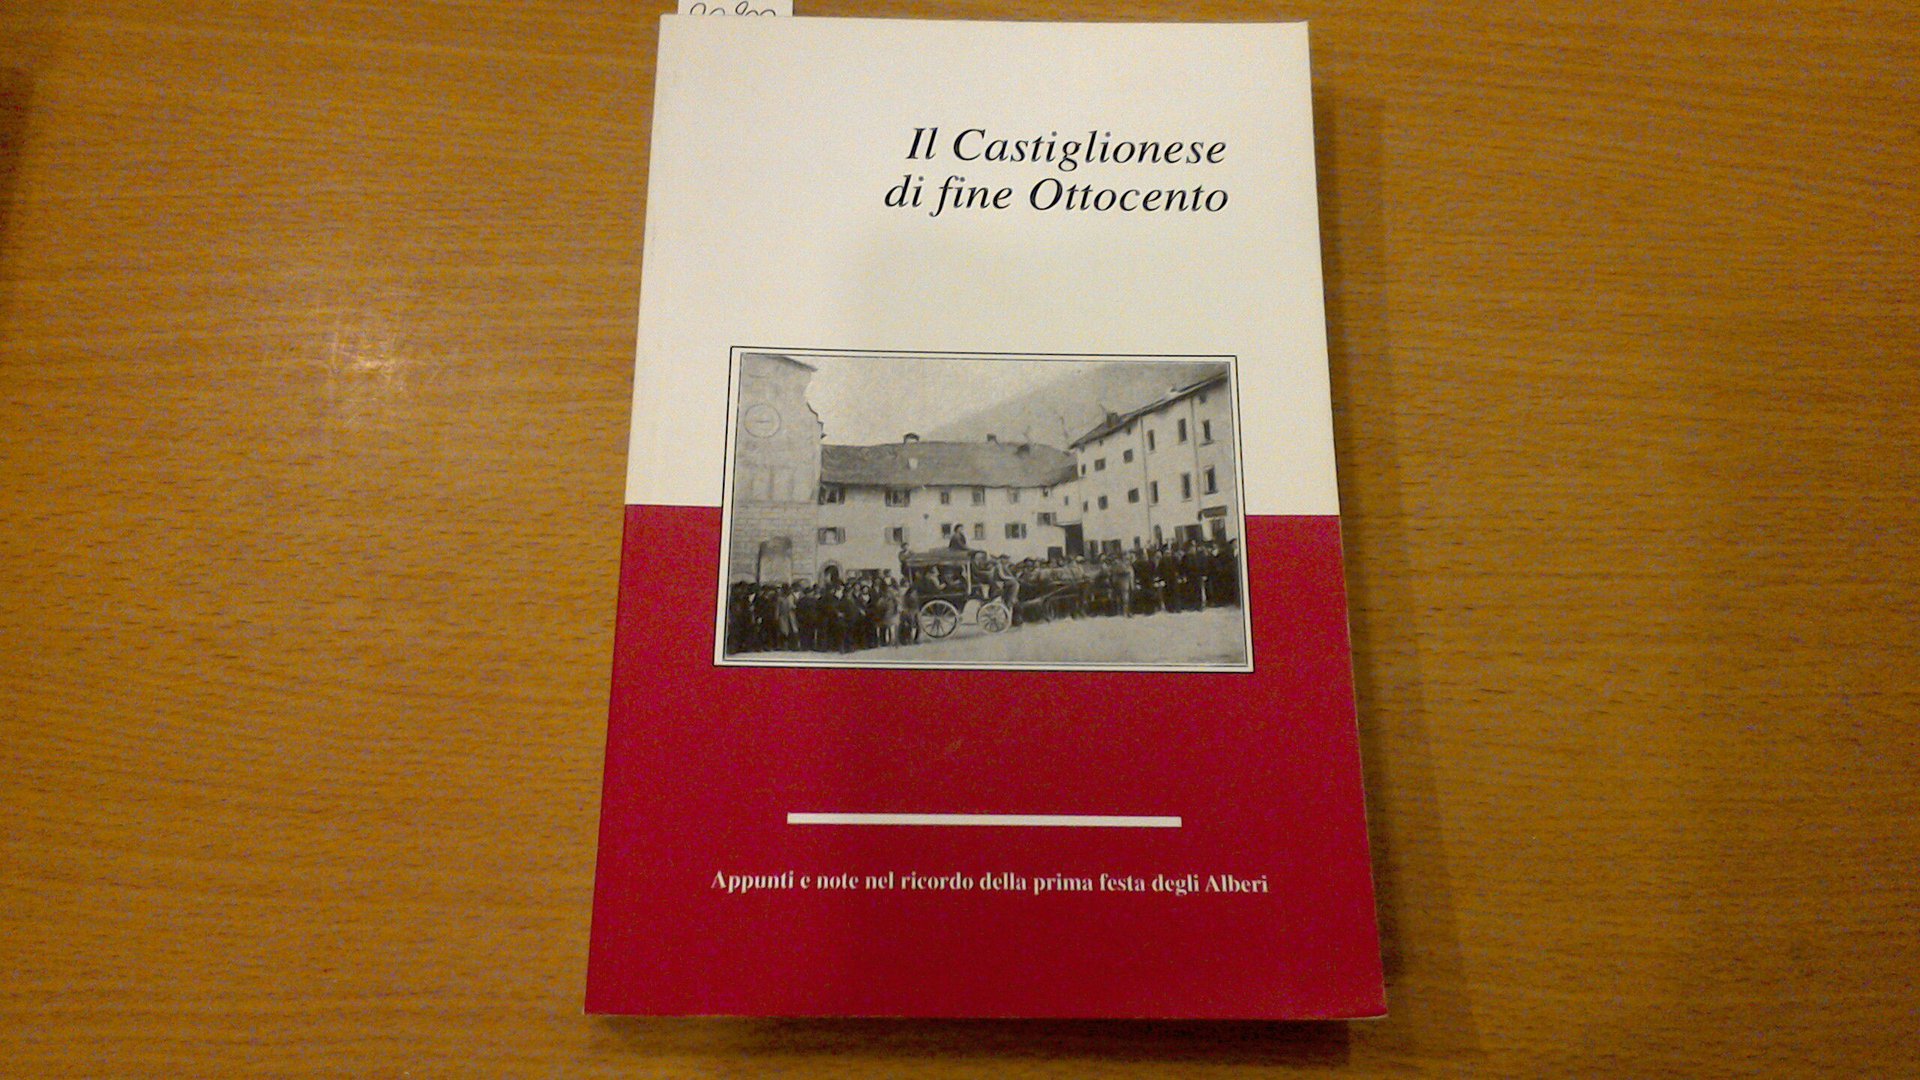 Il Castiglionese
di fine Ottocento
Appunti e note nel ricordo della prima festa degli Alberi